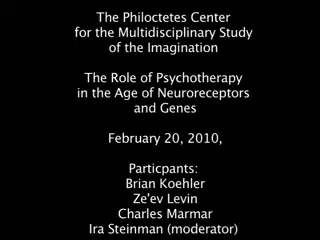 The Philoctetes Center
for the Multidisciplinary Study
of the Imagination
The Role of Psychotherapy
in the Age of Neuroreceptors
and Genes
February 20, 2010,
Particpants:
Brian Koehler
Ze'ev Levin
Charles Marmar
Ira Steinman (moderator)